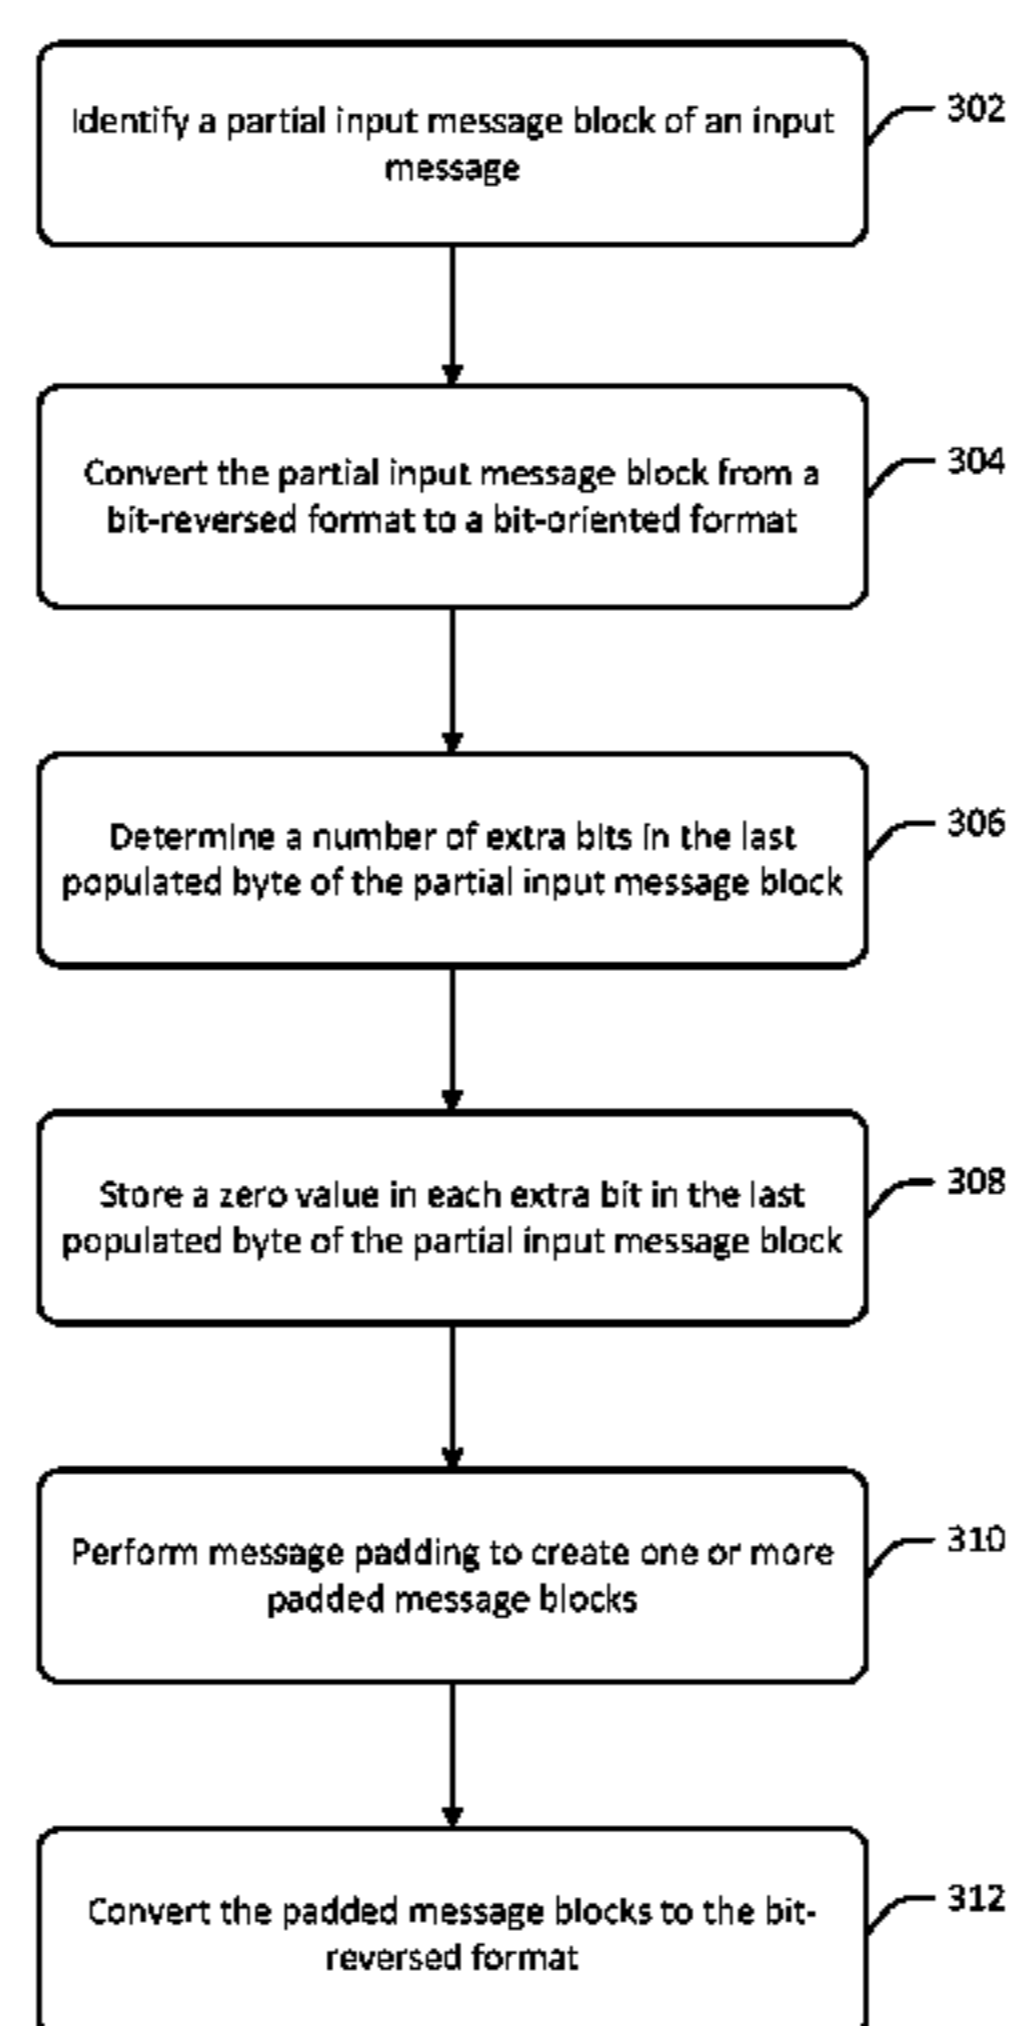 Identify a partial input message block of an input
message
302
Convert the partial input message block from a
bit-reversed format to a bit-oriented format
304
Determine a number of extra bits in the last
populated byte of the partial input message block
306
Store a zero value in each extra bit in the last
populated byte of the partial input message block
308
Perform message padding to create one or more
padded message blocks
310
Convert the padded message blocks to the bit-
reversed format
312